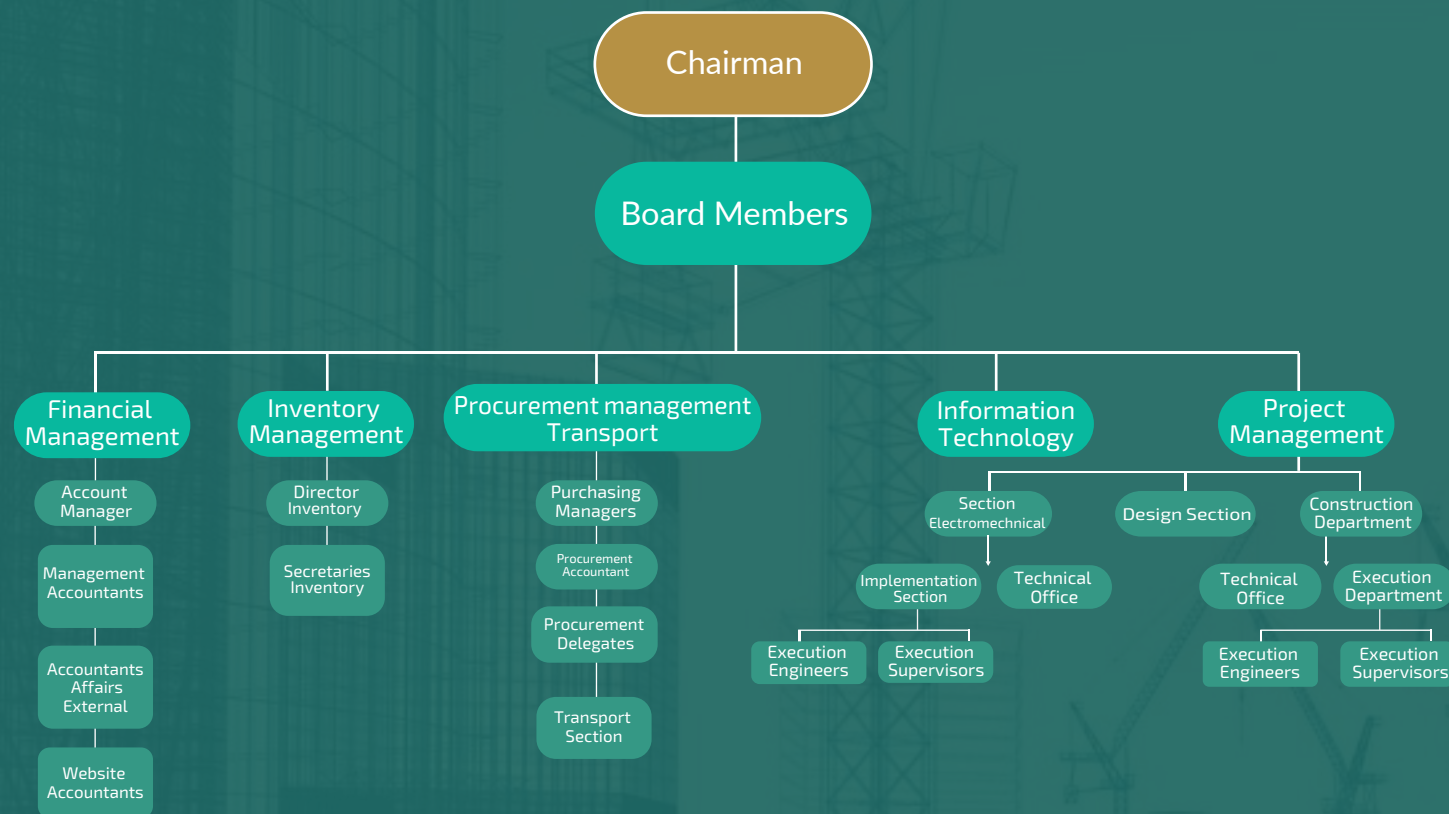 Chairman
Board Members
Financial
Management
Inventory
Management
Procurement management
Transport
Information
Technology
Project
Management
Account
Manager
Director
Inventory
Purchasing
Managers
Section
Electromechnical
Design Section
Construction
Department
Management
Accountants
Secretaries
Inventory
Procurement
Accountant
Implementation
Section
Technical
Office
Technical
Office
Execution
Department
Procurement
Delegates
Execution
Engineers
Execution
Supervisors
Execution
Engineers
Execution
Supervisors
Accountants
Affairs
External
Transport
Section
Website
Accountants